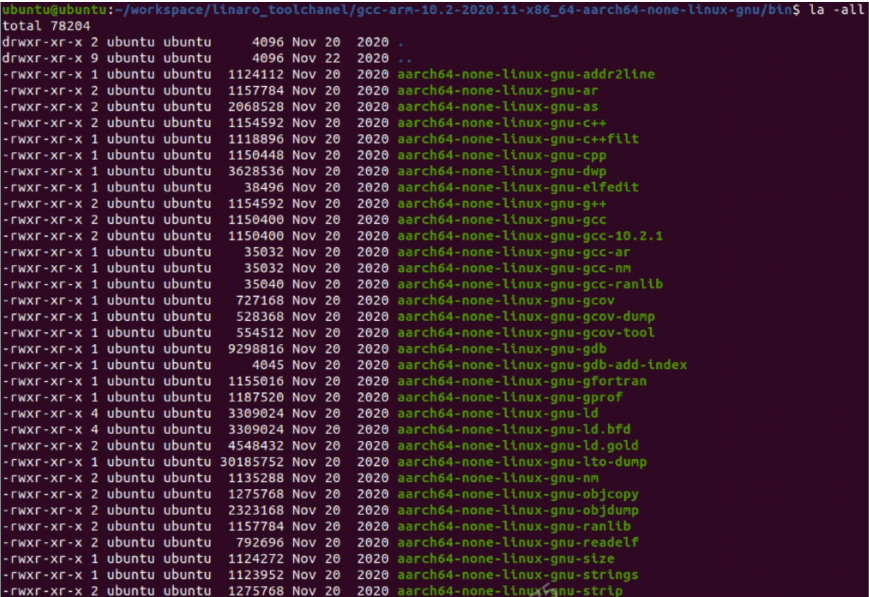 ubuntu@ubuntu:~/workspace/linaro_toolchanel/gcc-arm-10.2-2020.11-x86_64-aarch64-none-linux-gnu/bin$ la -all
total 78204
drwxr-xr-x 2 ubuntu ubuntu     4096 Nov 20  2020 .
drwxr-xr-x 9 ubuntu ubuntu     4096 Nov 22  2020 ..
-rwxr-xr-x 1 ubuntu ubuntu  1124112 Nov 20  2020 aarch64-none-linux-gnu-addr2line
-rwxr-xr-x 2 ubuntu ubuntu  1157784 Nov 20  2020 aarch64-none-linux-gnu-ar
-rwxr-xr-x 2 ubuntu ubuntu  2068528 Nov 20  2020 aarch64-none-linux-gnu-as
-rwxr-xr-x 2 ubuntu ubuntu  1154592 Nov 20  2020 aarch64-none-linux-gnu-c++
-rwxr-xr-x 1 ubuntu ubuntu  1118896 Nov 20  2020 aarch64-none-linux-gnu-c++filt
-rwxr-xr-x 1 ubuntu ubuntu  1150448 Nov 20  2020 aarch64-none-linux-gnu-cpp
-rwxr-xr-x 1 ubuntu ubuntu  3628536 Nov 20  2020 aarch64-none-linux-gnu-dwp
-rwxr-xr-x 1 ubuntu ubuntu    38496 Nov 20  2020 aarch64-none-linux-gnu-elfedit
-rwxr-xr-x 2 ubuntu ubuntu  1154592 Nov 20  2020 aarch64-none-linux-gnu-g++
-rwxr-xr-x 2 ubuntu ubuntu  1150400 Nov 20  2020 aarch64-none-linux-gnu-gcc
-rwxr-xr-x 2 ubuntu ubuntu  1150400 Nov 20  2020 aarch64-none-linux-gnu-gcc-10.2.1
-rwxr-xr-x 1 ubuntu ubuntu    35032 Nov 20  2020 aarch64-none-linux-gnu-gcc-ar
-rwxr-xr-x 1 ubuntu ubuntu    35032 Nov 20  2020 aarch64-none-linux-gnu-gcc-nm
-rwxr-xr-x 1 ubuntu ubuntu    35040 Nov 20  2020 aarch64-none-linux-gnu-gcc-ranlib
-rwxr-xr-x 1 ubuntu ubuntu   727168 Nov 20  2020 aarch64-none-linux-gnu-gcov
-rwxr-xr-x 1 ubuntu ubuntu   528368 Nov 20  2020 aarch64-none-linux-gnu-gcov-dump
-rwxr-xr-x 1 ubuntu ubuntu   554512 Nov 20  2020 aarch64-none-linux-gnu-gcov-tool
-rwxr-xr-x 1 ubuntu ubuntu  9298816 Nov 20  2020 aarch64-none-linux-gnu-gdb
-rwxr-xr-x 1 ubuntu ubuntu     4045 Nov 20  2020 aarch64-none-linux-gnu-gdb-add-index
-rwxr-xr-x 1 ubuntu ubuntu  1155016 Nov 20  2020 aarch64-none-linux-gnu-gfortran
-rwxr-xr-x 1 ubuntu ubuntu  1187520 Nov 20  2020 aarch64-none-linux-gnu-gprof
-rwxr-xr-x 4 ubuntu ubuntu  3309024 Nov 20  2020 aarch64-none-linux-gnu-ld
-rwxr-xr-x 4 ubuntu ubuntu  3309024 Nov 20  2020 aarch64-none-linux-gnu-ld.bfd
-rwxr-xr-x 2 ubuntu ubuntu  4548432 Nov 20  2020 aarch64-none-linux-gnu-ld.gold
-rwxr-xr-x 1 ubuntu ubuntu 30185752 Nov 20  2020 aarch64-none-linux-gnu-lto-dump
-rwxr-xr-x 2 ubuntu ubuntu  1135288 Nov 20  2020 aarch64-none-linux-gnu-nm
-rwxr-xr-x 2 ubuntu ubuntu  1275768 Nov 20  2020 aarch64-none-linux-gnu-objcopy
-rwxr-xr-x 2 ubuntu ubuntu  2323168 Nov 20  2020 aarch64-none-linux-gnu-objdump
-rwxr-xr-x 2 ubuntu ubuntu  1157784 Nov 20  2020 aarch64-none-linux-gnu-ranlib
-rwxr-xr-x 2 ubuntu ubuntu   792696 Nov 20  2020 aarch64-none-linux-gnu-readelf
-rwxr-xr-x 1 ubuntu ubuntu  1124272 Nov 20  2020 aarch64-none-linux-gnu-size
-rwxr-xr-x 1 ubuntu ubuntu  1123952 Nov 20  2020 aarch64-none-linux-gnu-strings
-rwxr-xr-x 2 ubuntu ubuntu  1275768 Nov 20  2020 aarch64-none-linux-gnu-strip